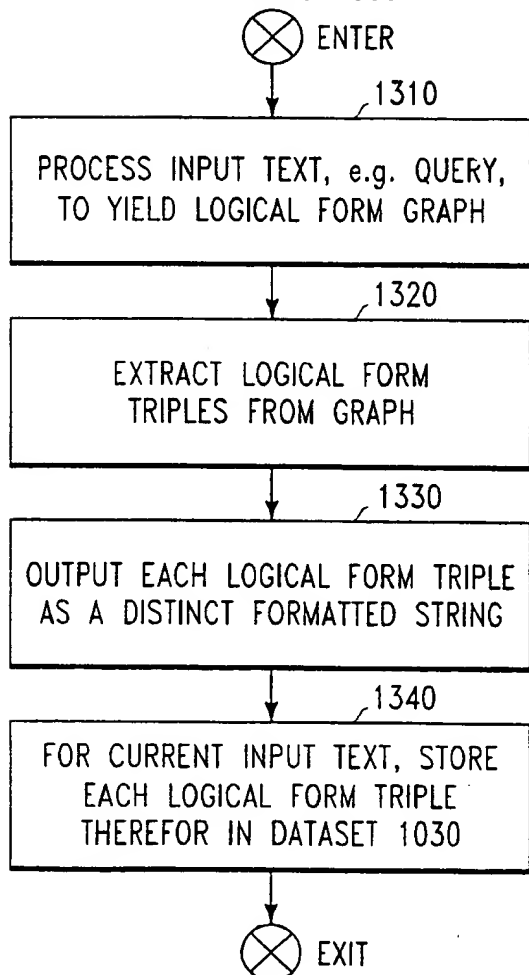 ENTER
1310
PROCESS INPUT TEXT, e.g. QUERY,
TO YIELD LOGICAL FORM GRAPH
1320
EXTRACT LOGICAL FORM
TRIPLES FROM GRAPH
1330
OUTPUT EACH LOGICAL FORM TRIPLE
AS A DISTINCT FORMATTED STRING
1340
FOR CURRENT INPUT TEXT, STORE
EACH LOGICAL FORM TRIPLE
THEREFOR IN DATASET 1030
EXIT